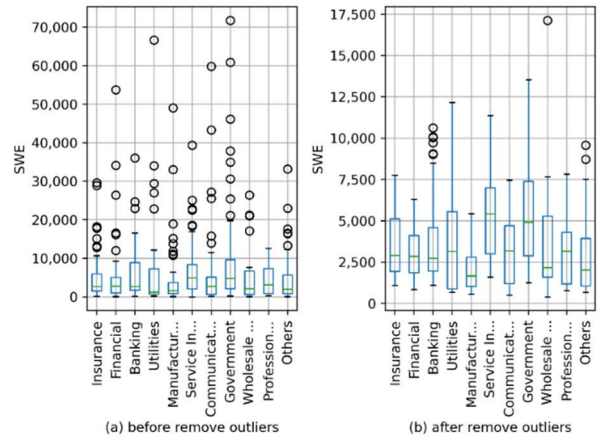 SWE
70,000
60,000
50,000
40,000
30,000
20,000
10,000
0
Insurance
Financial
Banking
Utilities
Manufactur...
Service In...
Communicat...
Government
Wholesale ...
Profession...
Others
(a) before remove outliers
SWE
17,500
15,000
12,500
10,000
7,500
5,000
2,500
0
Insurance
Financial
Banking
Utilities
Manufactur...
Service In...
Communicat...
Government
Wholesale ...
Profession...
Others
(b) after remove outliers